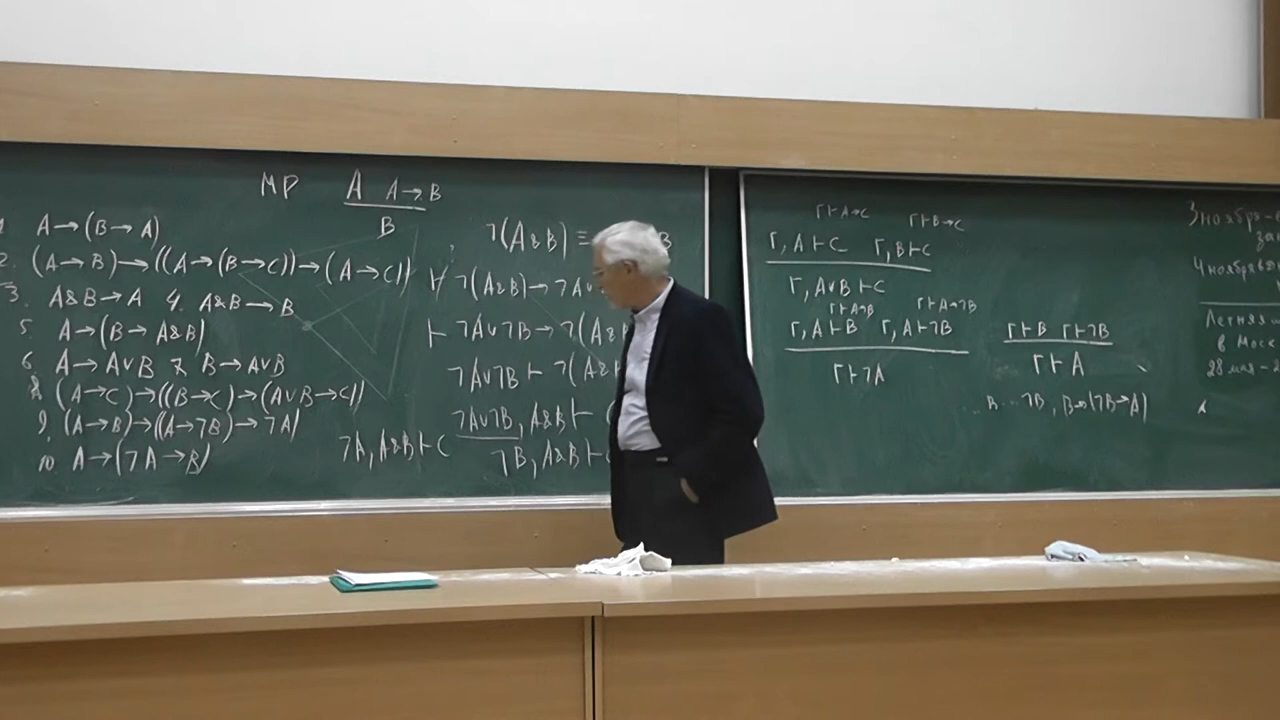 MP A A→B
B
1. A→(B→A)
2. (A→B)→((A→(B→C))→(A→C))
3. A&B→A 4. A&B→B
5. A→(B→A&B)
6. A→A∨B 7. B→A∨B
8. (A→C)→((B→C)→(A∨B→C))
9. (A→B)→((A→¬B)→¬A)
10. A→(¬A→B)
¬A, A&B⊢C
¬(A&B)≡ B
⊬ ¬(A&B)→¬A∨
⊢ ¬A∨¬B→¬(A&B
¬A∨¬B⊢¬(A&
¬A∨¬B, A&B⊢
¬B, A&B⊢
Γ⊢A→C Γ⊢B→C
Γ, A⊢C Γ, B⊢C
Γ, A∨B⊢C
Γ⊢A→B Γ⊢A→¬B
Γ, A⊢B Γ, A⊢¬B
Γ⊢¬A
Γ⊢B Γ⊢¬B
Γ⊢A
...B...¬B, B→(¬B→A)
3 ноября-
4 ноября
Летняя
в Моск
28 мая-2